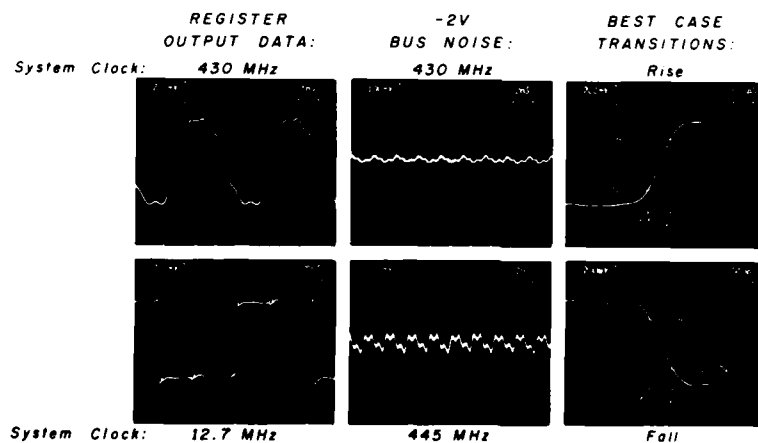 REGISTER
OUTPUT DATA:
-2V
BUS NOISE:
BEST CASE
TRANSITIONS:
System Clock: 430 MHz 430 MHz Rise
System Clock: 12.7 MHz 445 MHz Fall